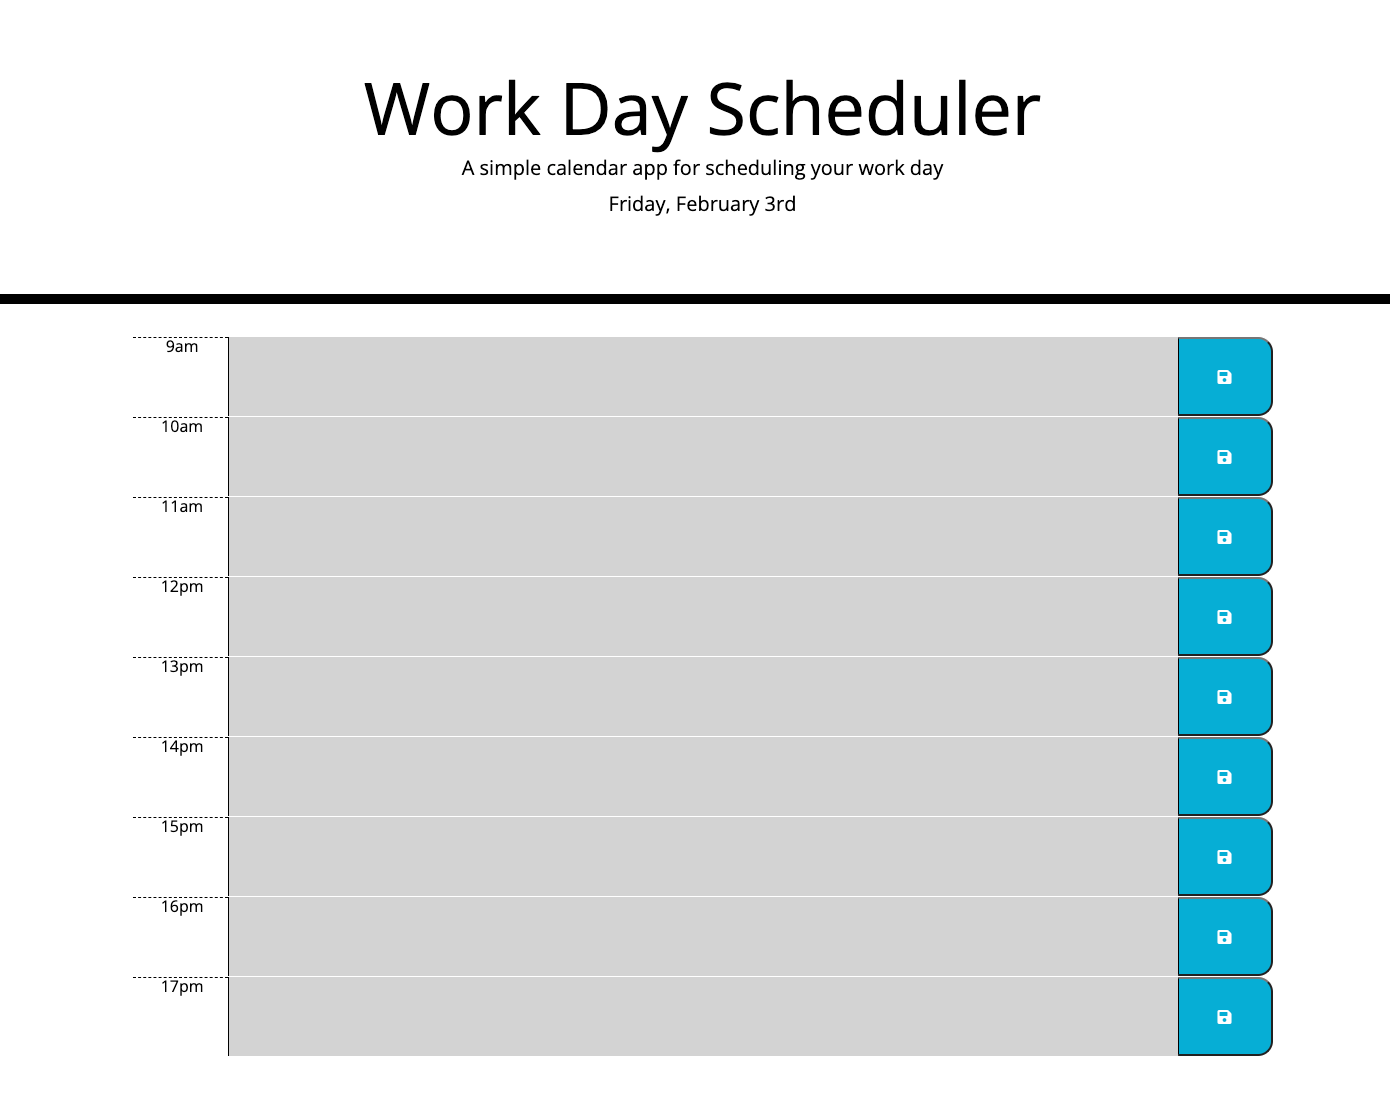 Work Day Scheduler
A simple calendar app for scheduling your work day
Friday, February 3rd
9am
10am
11am
12pm
13pm
14pm
15pm
16pm
17pm